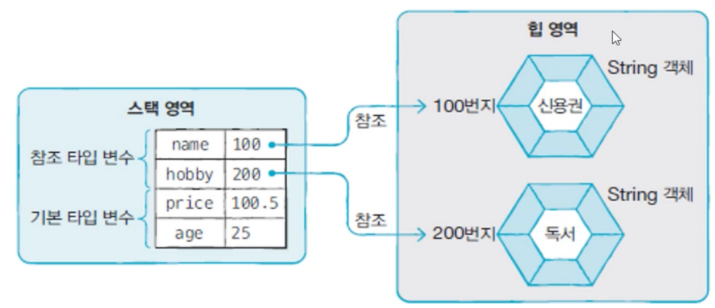 스택 영역
참조 타입 변수
기본 타입 변수
name 100
hobby 200
price 100.5
age 25
참조
참조
힙 영역
String 객체
100번지
신용권
String 객체
200번지
독서